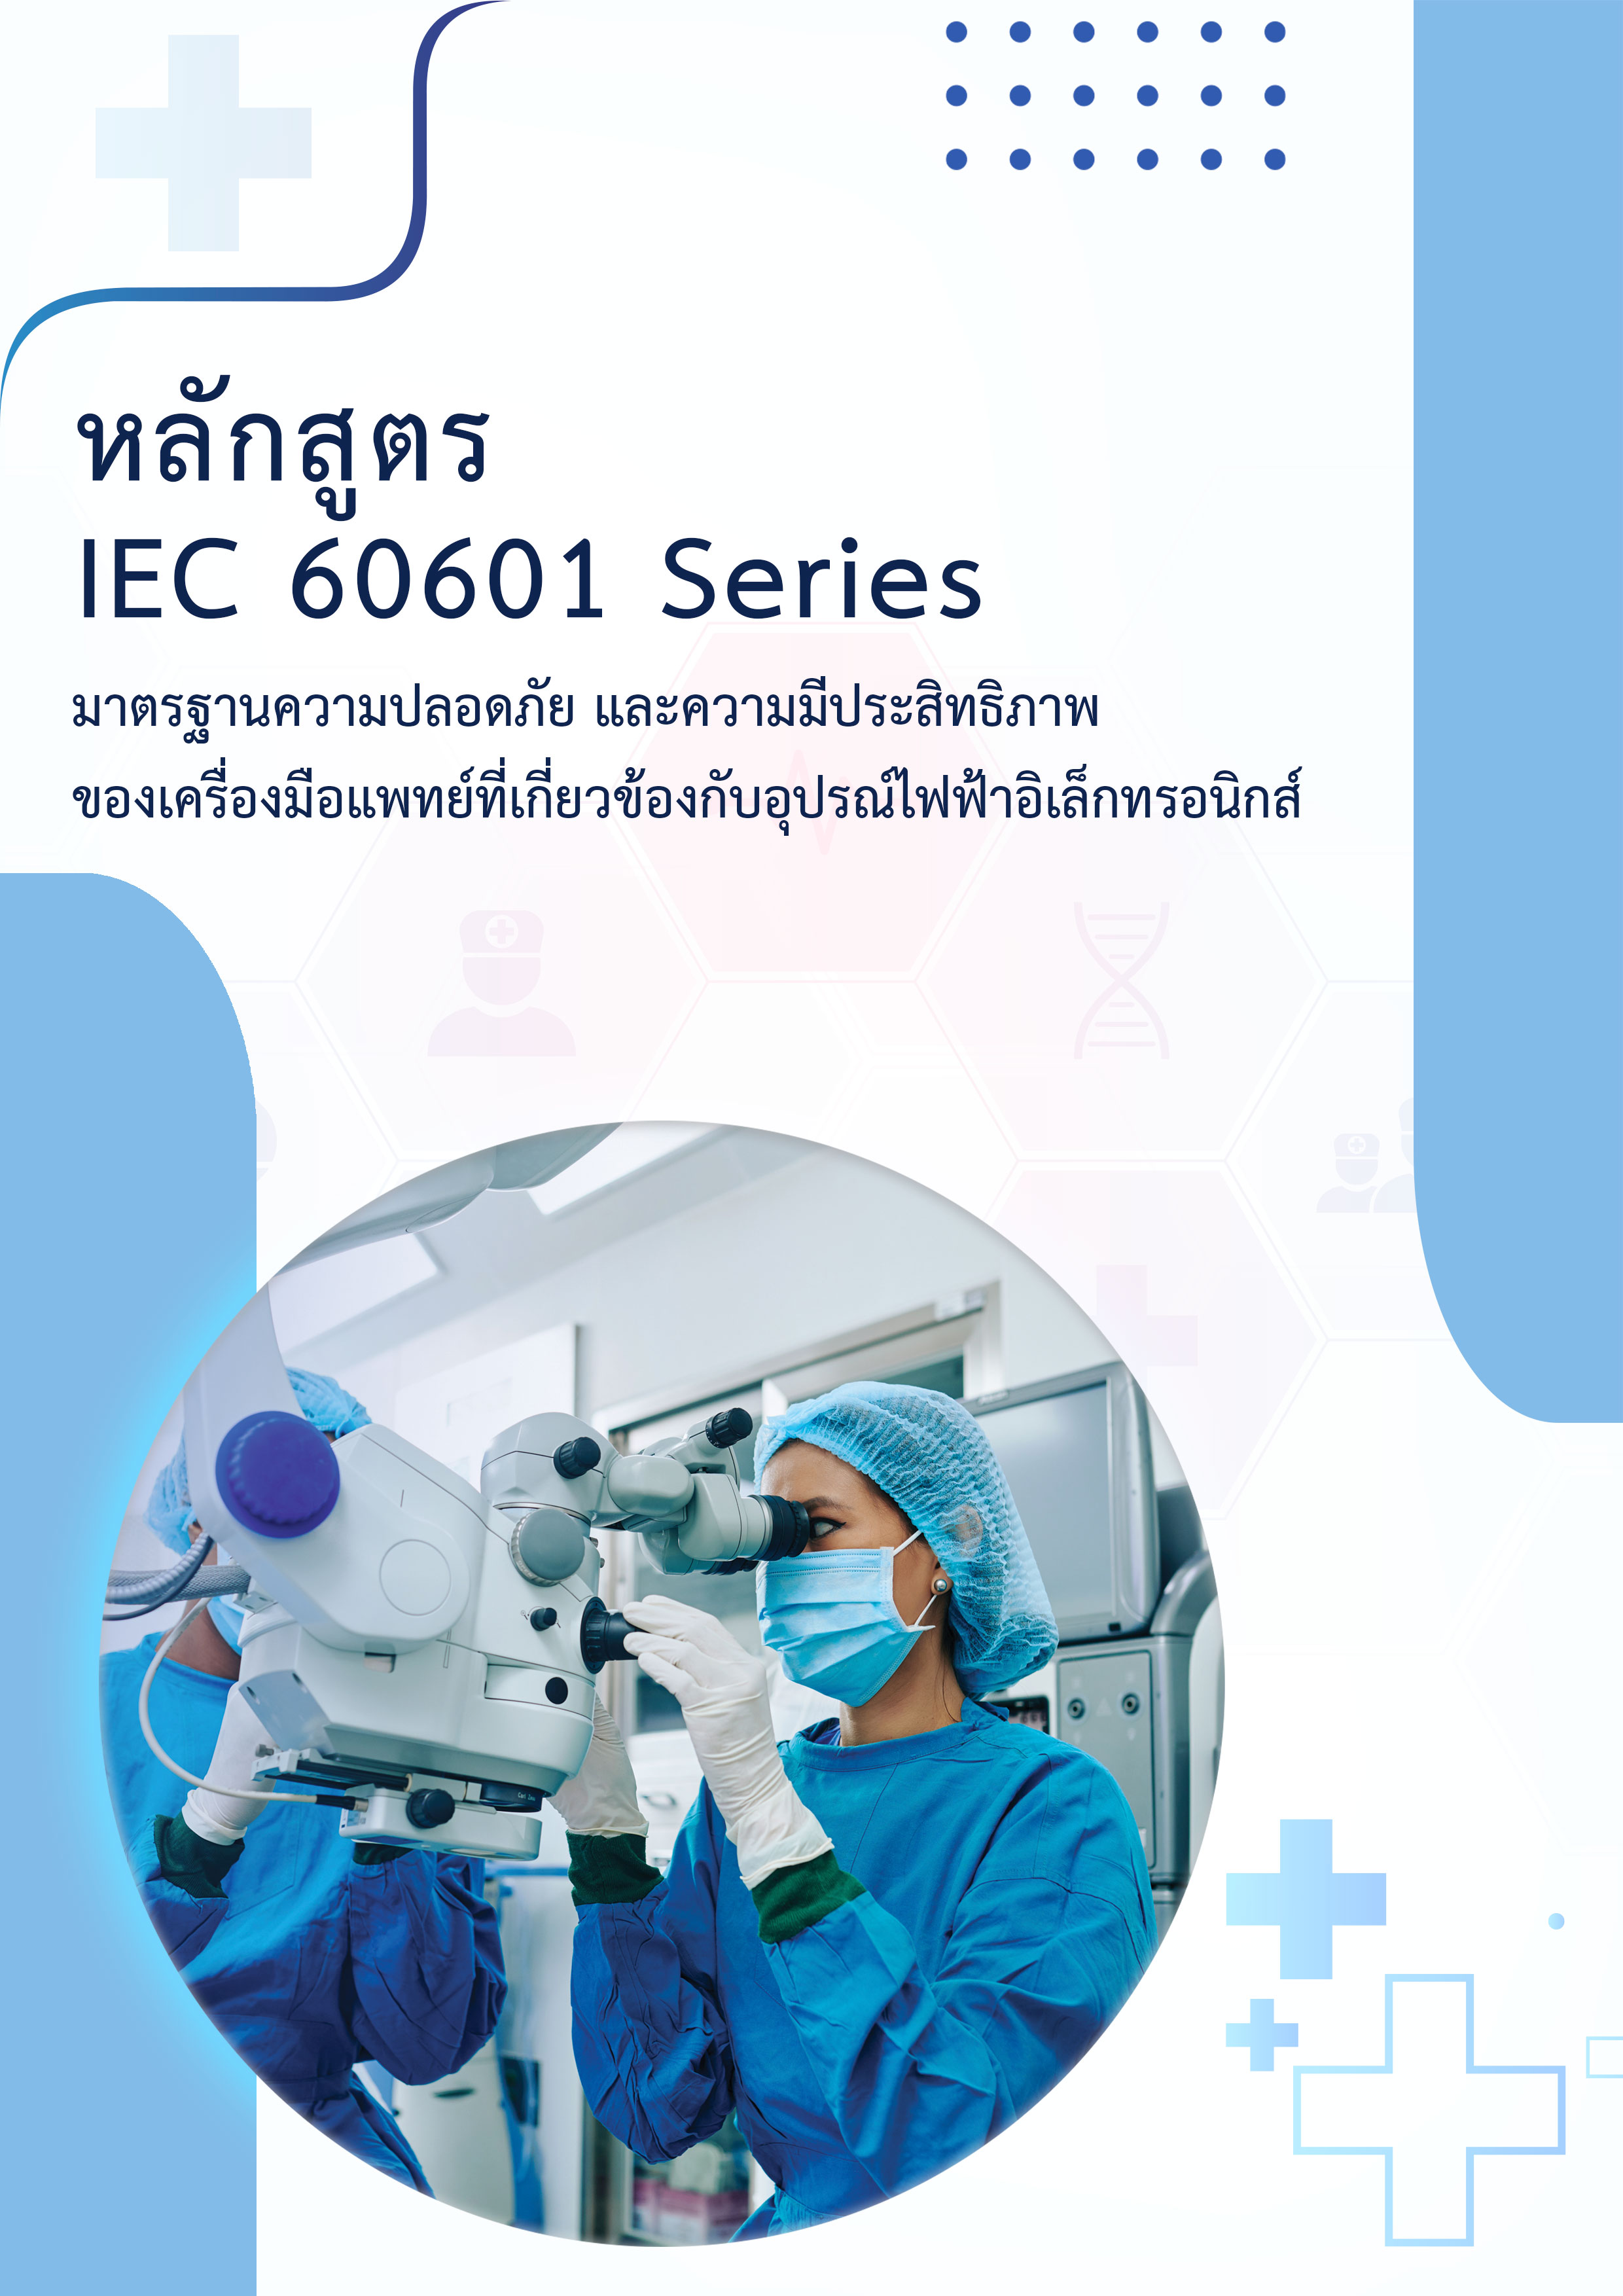 หลักสูตร
IEC 60601 Series
มาตรฐานความปลอดภัย และความมีประสิทธิภาพ
ของเครื่องมือแพทย์ที่เกี่ยวข้องกับอุปรณ์ไฟฟ้าอิเล็กทรอนิกส์